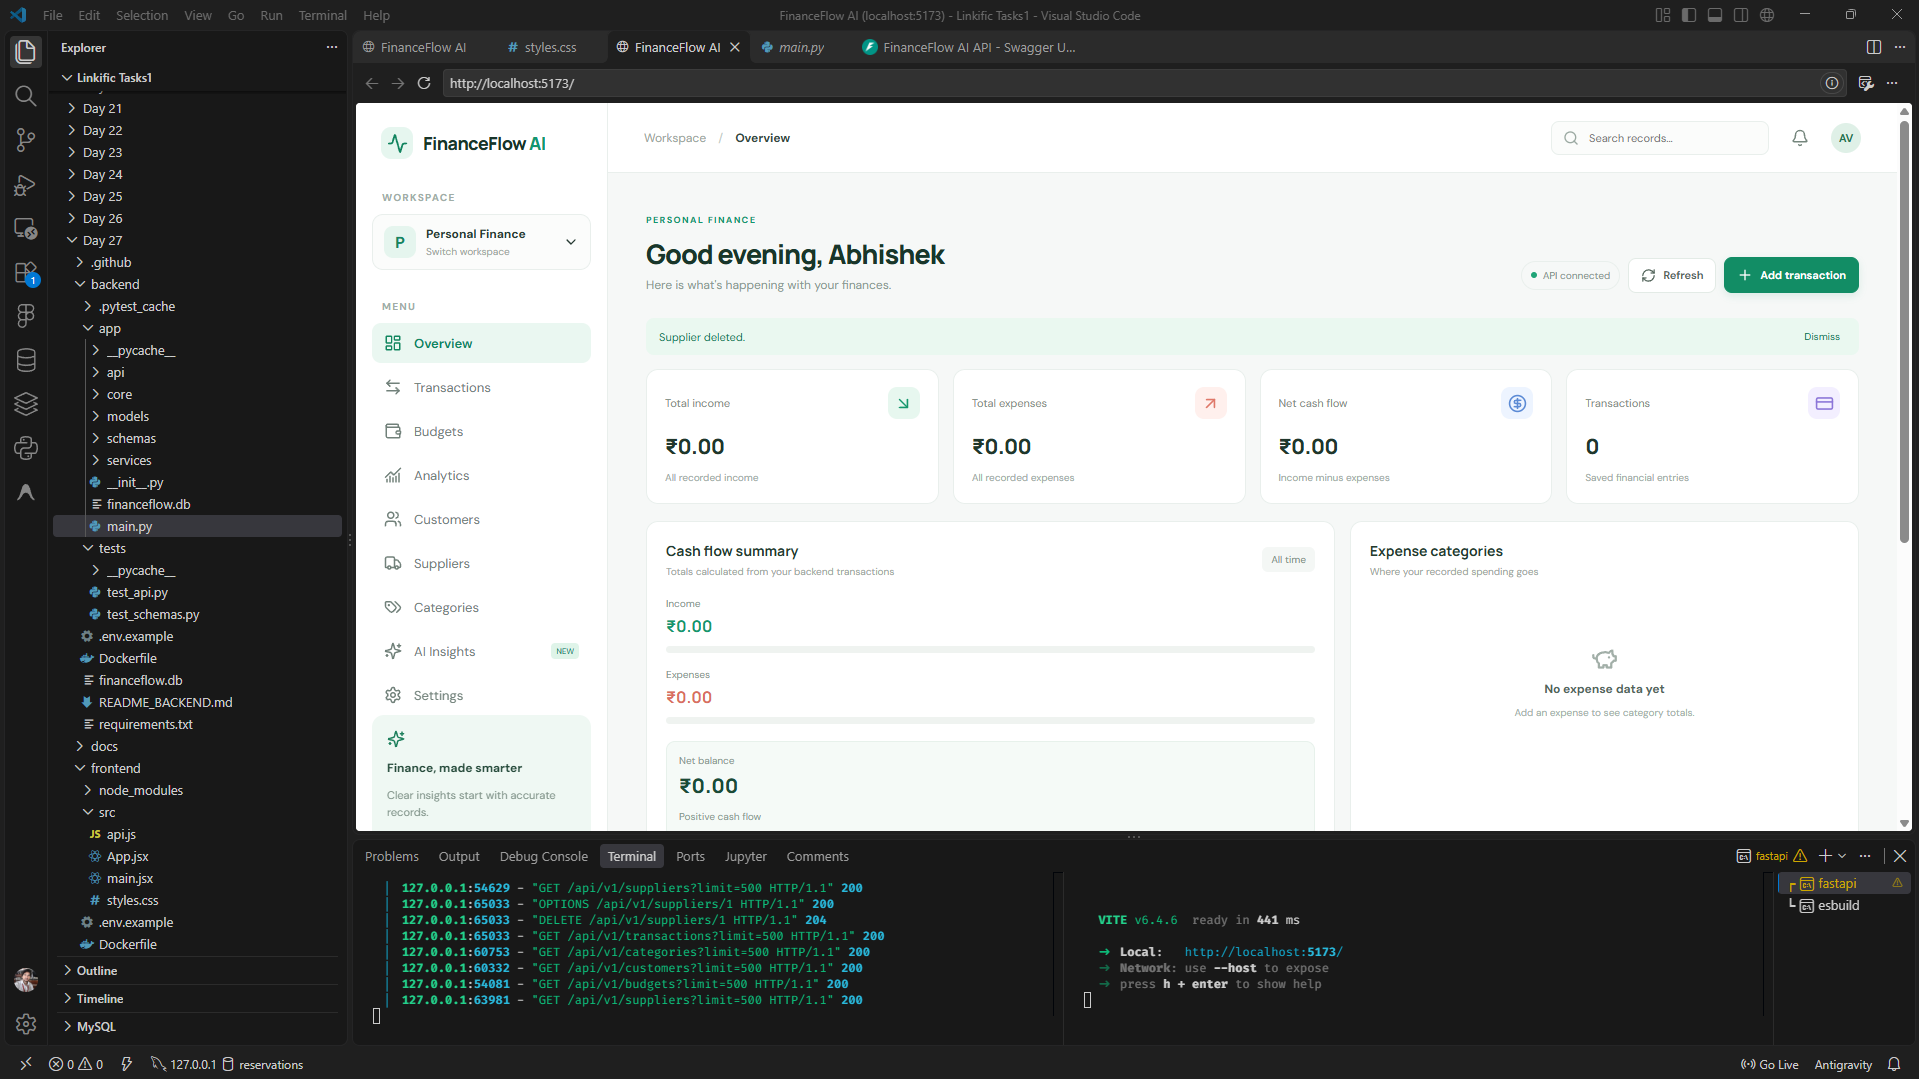 File Edit Selection View Go Run Terminal Help
FinanceFlow AI (localhost:5173) - Linkific Tasks1 - Visual Studio Code
Explorer
Linkific Tasks1
Day 21
Day 22
Day 23
Day 24
Day 25
Day 26
Day 27
.github
backend
.pytest_cache
app
__pycache__
api
core
models
schemas
services
__init__.py
financeflow.db
main.py
tests
__pycache__
test_api.py
test_schemas.py
.env.example
Dockerfile
financeflow.db
README_BACKEND.md
requirements.txt
docs
frontend
node_modules
src
JS api.js
App.jsx
main.jsx
# styles.css
.env.example
Dockerfile
Outline
Timeline
MySQL
1
FinanceFlow AI
# styles.css
FinanceFlow AI
main.py
FinanceFlow AI API - Swagger U...
http://localhost:5173/
FinanceFlow AI
WORKSPACE
P
Personal Finance
Switch workspace
MENU
Overview
Transactions
Budgets
Analytics
Customers
Suppliers
Categories
AI Insights NEW
Settings
Finance, made smarter
Clear insights start with accurate
records.
Workspace / Overview
Search records...
AV
PERSONAL FINANCE
Good evening, Abhishek
Here is what's happening with your finances.
API connected
Refresh
Add transaction
Supplier deleted.
Dismiss
Total income
₹0.00
All recorded income
Total expenses
₹0.00
All recorded expenses
Net cash flow
₹0.00
Income minus expenses
Transactions
0
Saved financial entries
Cash flow summary
Totals calculated from your backend transactions
All time
Income
₹0.00
Expenses
₹0.00
Net balance
₹0.00
Positive cash flow
Expense categories
Where your recorded spending goes
No expense data yet
Add an expense to see category totals.
Problems Output Debug Console Terminal Ports Jupyter Comments
fastapi
127.0.0.1:54629 - "GET /api/v1/suppliers?limit=500 HTTP/1.1" 200
127.0.0.1:65033 - "OPTIONS /api/v1/suppliers/1 HTTP/1.1" 200
127.0.0.1:65033 - "DELETE /api/v1/suppliers/1 HTTP/1.1" 204
127.0.0.1:65033 - "GET /api/v1/transactions?limit=500 HTTP/1.1" 200
127.0.0.1:60753 - "GET /api/v1/categories?limit=500 HTTP/1.1" 200
127.0.0.1:60332 - "GET /api/v1/customers?limit=500 HTTP/1.1" 200
127.0.0.1:54081 - "GET /api/v1/budgets?limit=500 HTTP/1.1" 200
127.0.0.1:63981 - "GET /api/v1/suppliers?limit=500 HTTP/1.1" 200
VITE v6.4.6 ready in 441 ms
➜ Local: http://localhost:5173/
➜ Network: use --host to expose
➜ press h + enter to show help
fastapi
esbuild
0 0
127.0.0.1
reservations
Go Live
Antigravity